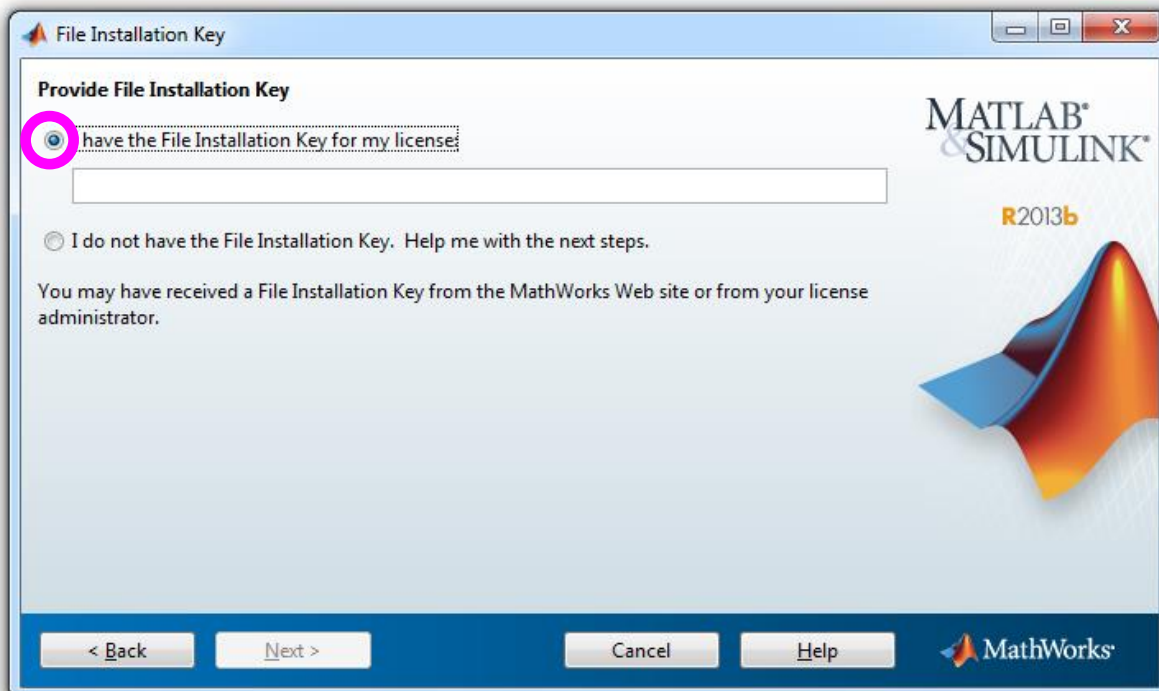 File Installation Key
Provide File Installation Key
have the File Installation Key for my license:
I do not have the File Installation Key.  Help me with the next steps.
You may have received a File Installation Key from the MathWorks Web site or from your license
administrator.
MATLAB®
&SIMULINK®
R2013b
< Back
Next >
Cancel
Help
MathWorks®